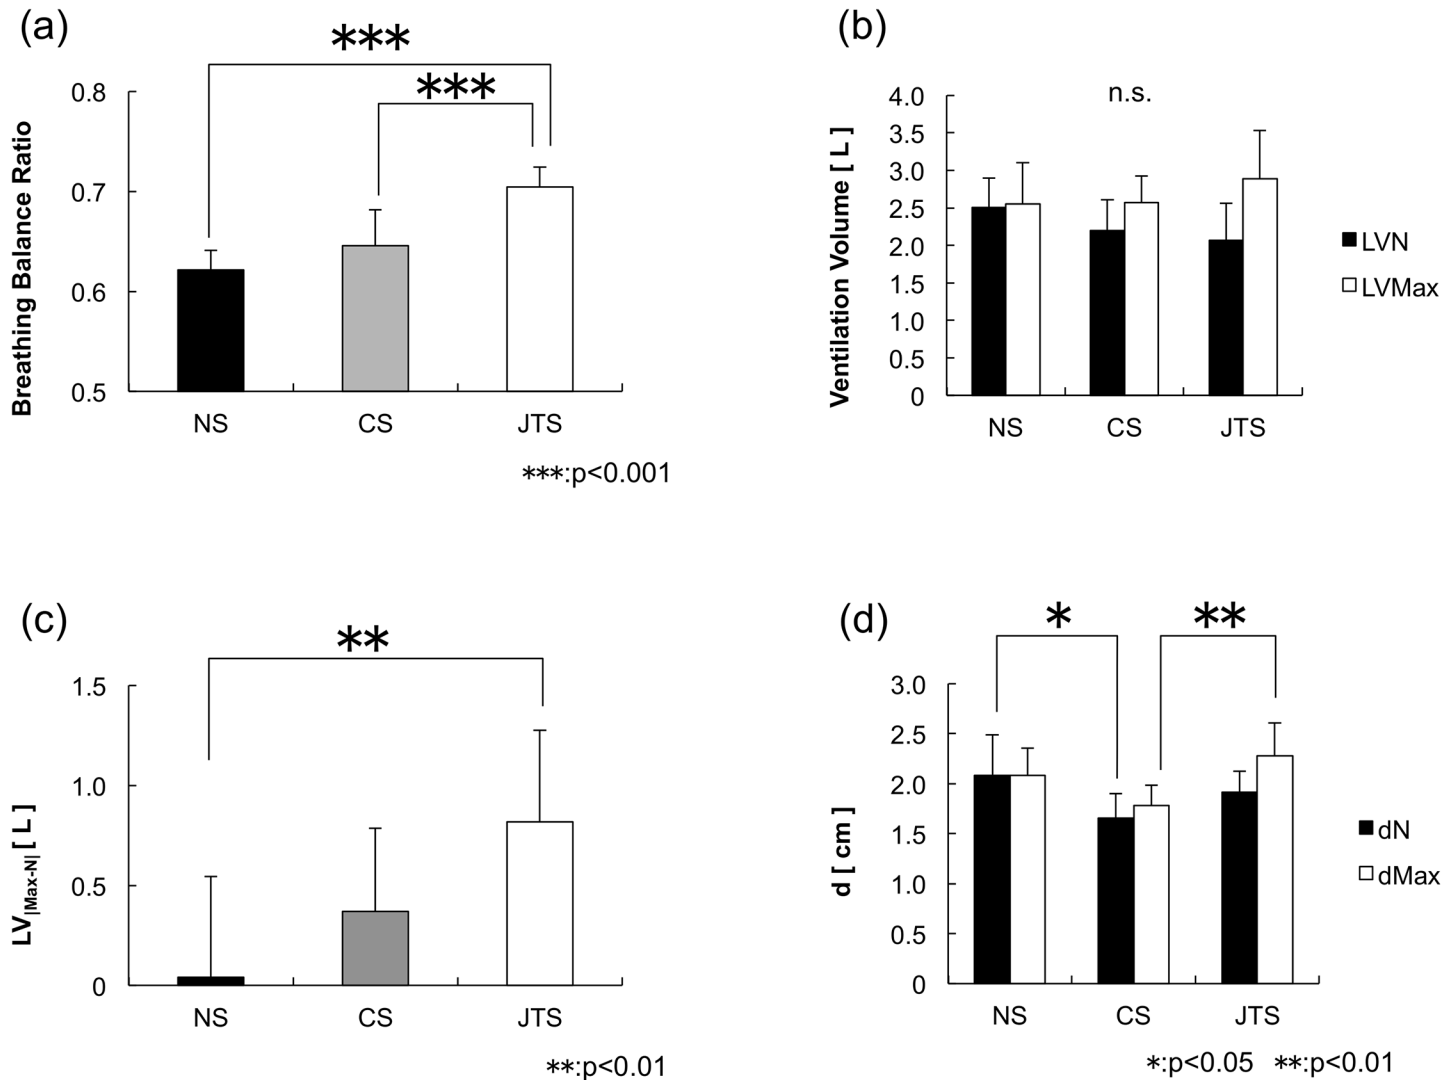 (a)
***
***
Breathing Balance Ratio
0.8
0.7
0.6
0.5
NS
CS
JTS
***:p<0.001
(b)
n.s.
Ventilation Volume [ L ]
4.0
3.5
3.0
2.5
2.0
1.5
1.0
0.5
0
NS
CS
JTS
LVN
LVMax
(c)
**
LV|Max-N| [ L ]
1.5
1.0
0.5
0
NS
CS
JTS
**:p<0.01
(d)
*
**
d [ cm ]
3.0
2.5
2.0
1.5
1.0
0.5
0
NS
CS
JTS
dN
dMax
*:p<0.05 **:p<0.01